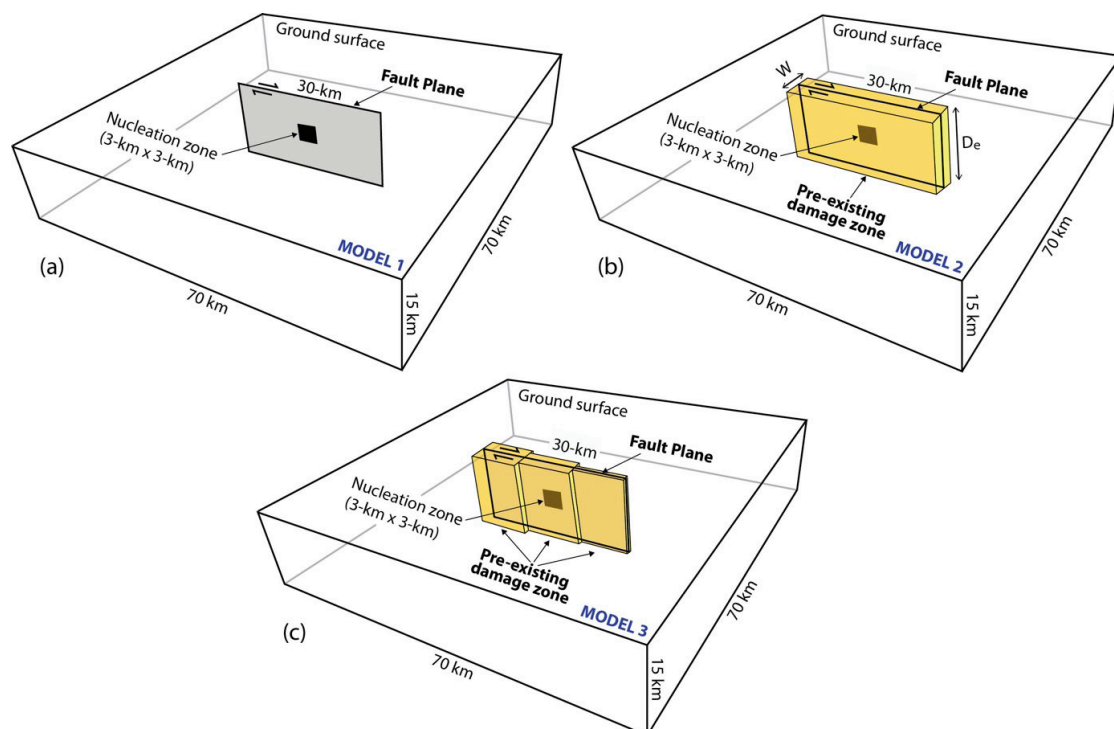 Ground surface
30-km
Fault Plane
Nucleation zone
(3-km x 3-km)
MODEL 1
70 km
70 km
15 km
(a)
Ground surface
W
30-km
Fault Plane
Nucleation zone
(3-km x 3-km)
De
Pre-existing
damage zone
MODEL 2
70 km
70 km
15 km
(b)
Ground surface
30-km
Fault Plane
Nucleation zone
(3-km x 3-km)
Pre-existing
damage zone
MODEL 3
70 km
70 km
15 km
(c)